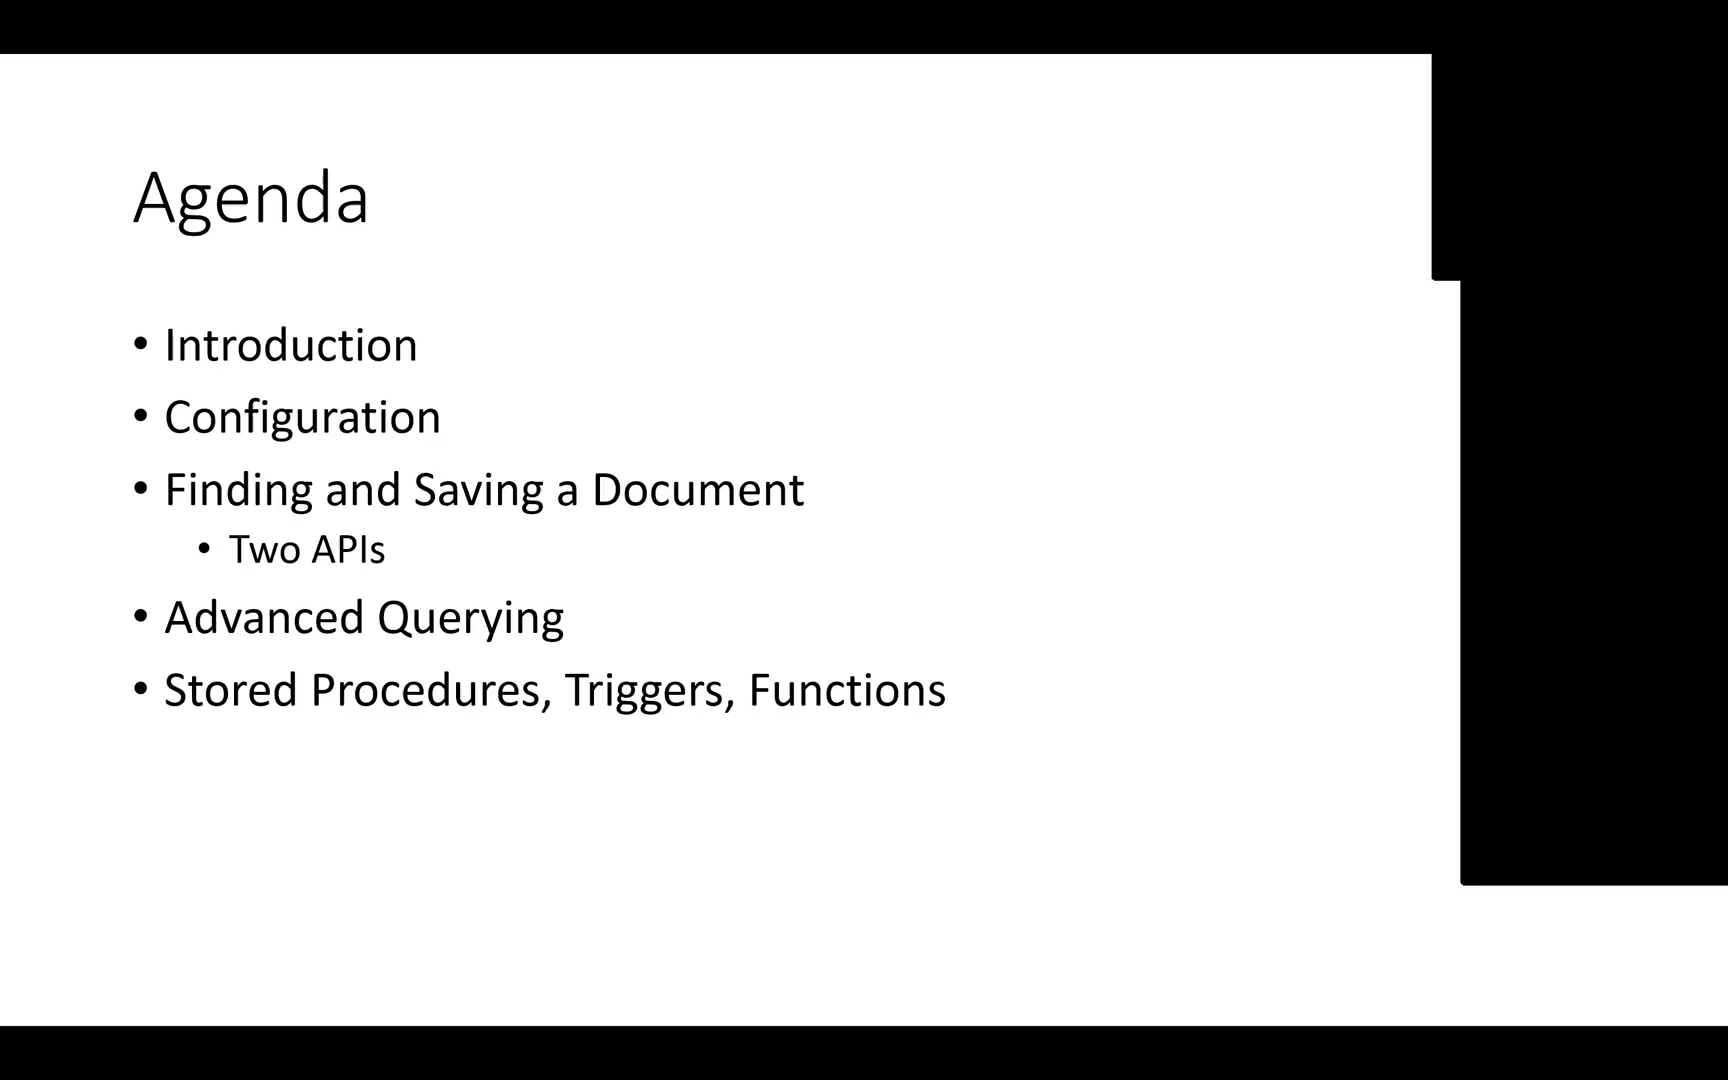 Agenda
• Introduction
• Configuration
• Finding and Saving a Document
• Two APIs
• Advanced Querying
• Stored Procedures, Triggers, Functions